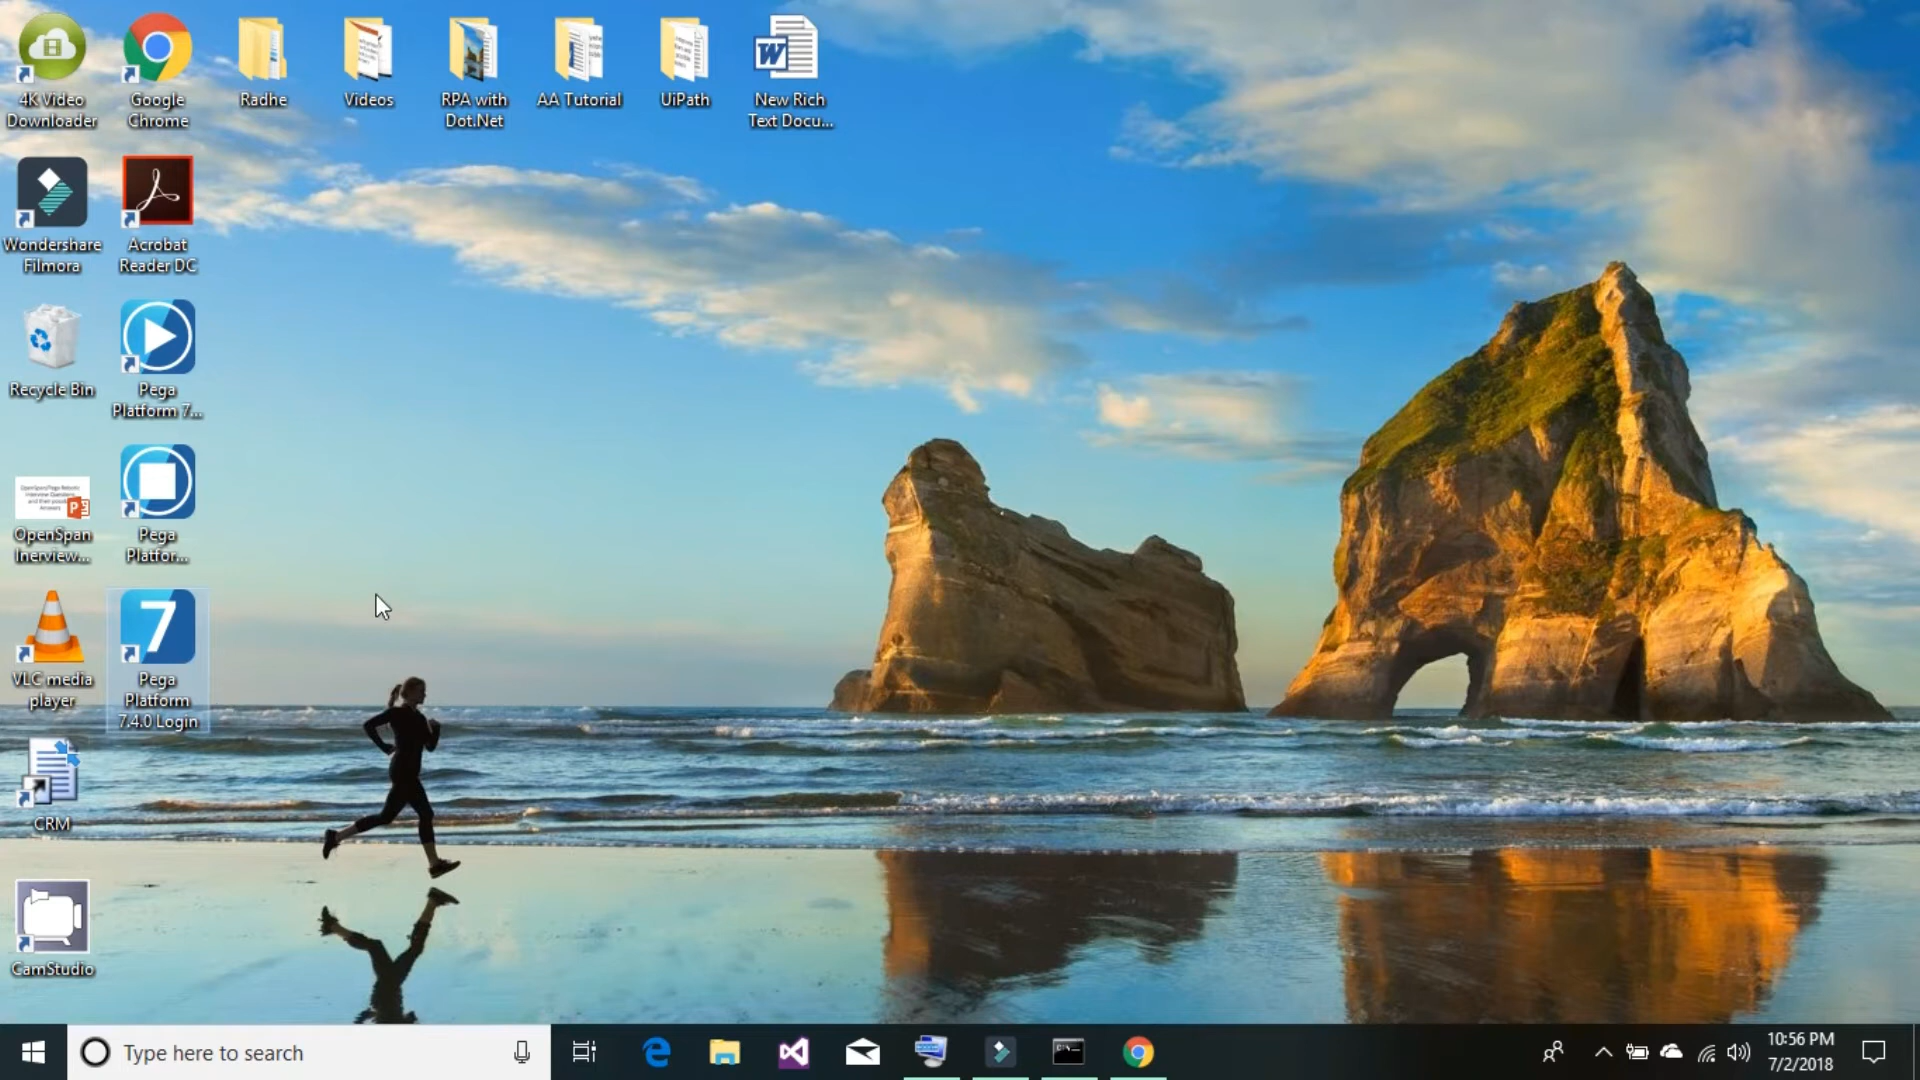 4K Video
Downloader
Google
Chrome
Radhe
Videos
RPA with
Dot.Net
AA Tutorial
UiPath
W
New Rich
Text Docu...
Wondershare
Filmora
Acrobat
Reader DC
Recycle Bin
Pega
Platform 7...
OpenSpan
Inerview...
Pega
Platfor...
VLC media
player
7
Pega
Platform
7.4.0 Login
CRM
CamStudio
Type here to search
10:56 PM
7/2/2018